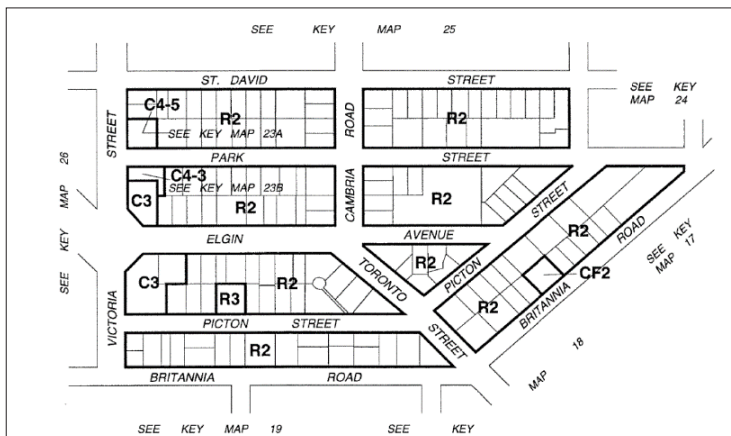 SEE KEY MAP 25
ST. DAVID STREET
SEE KEY
MAP 24
C4-5
R2
R2
SEE KEY MAP 23A
STREET
ROAD
PARK STREET
SEE KEY MAP 26
C4-3
SEE KEY MAP 23B
C3
R2
CAMBRIA
R2
STREET
R2
ROAD
ELGIN AVENUE
SEE KEY
MAP 17
C3
R2
R3
TORONTO
R2
PICTON
CF2
R2
BRITANNIA
VICTORIA
PICTON STREET
STREET
R2
MAP 18
BRITANNIA ROAD
SEE KEY MAP 19 SEE KEY